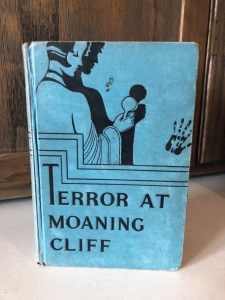 TERROR AT
MOANING
CLIFF